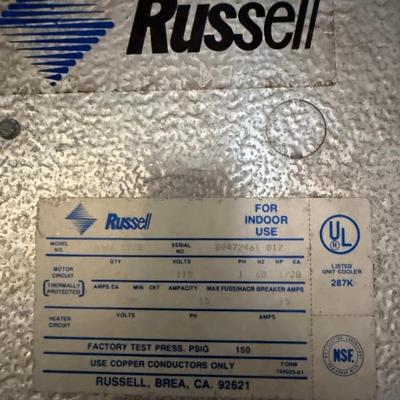 Russell
Russell
FOR
INDOOR
USE
MODEL
NO.
SERIAL
NO.
QTY
VOLTS
PH HZ HP EA
MOTOR
CIRCUIT
115 1 60 1/20
THERMALLY
PROTECTED
AMPS EA MIN CKT AMPACITY MAX FUSE/HACR BREAKER AMPS
15 15
HEATER
CIRCUIT
VOLTS PH AMPS
FACTORY TEST PRESS. PSIG 150
USE COPPER CONDUCTORS ONLY
FORM
RUSSELL, BREA, CA. 92621
UL
LISTED
UNIT COOLER
287K
NSF